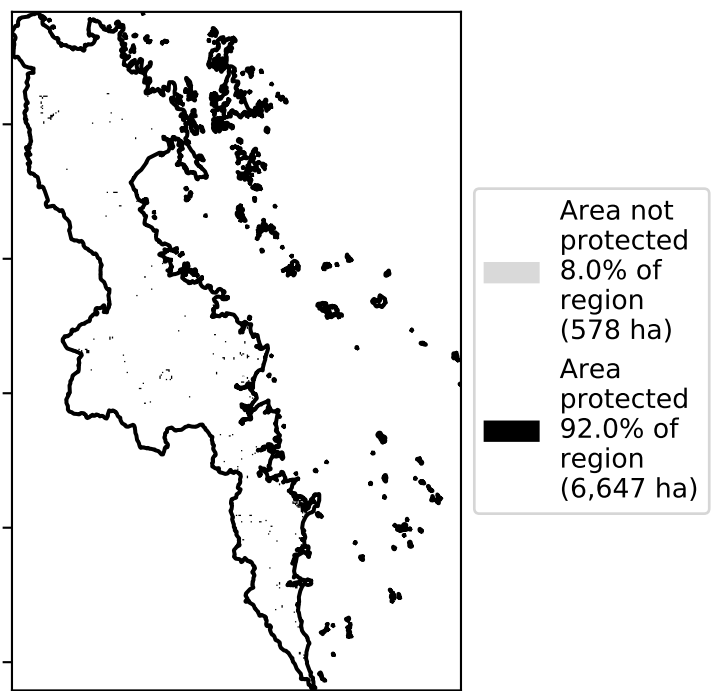 Area not
protected
8.0% of
region
(578 ha)
Area
protected
92.0% of
region
(6,647 ha)